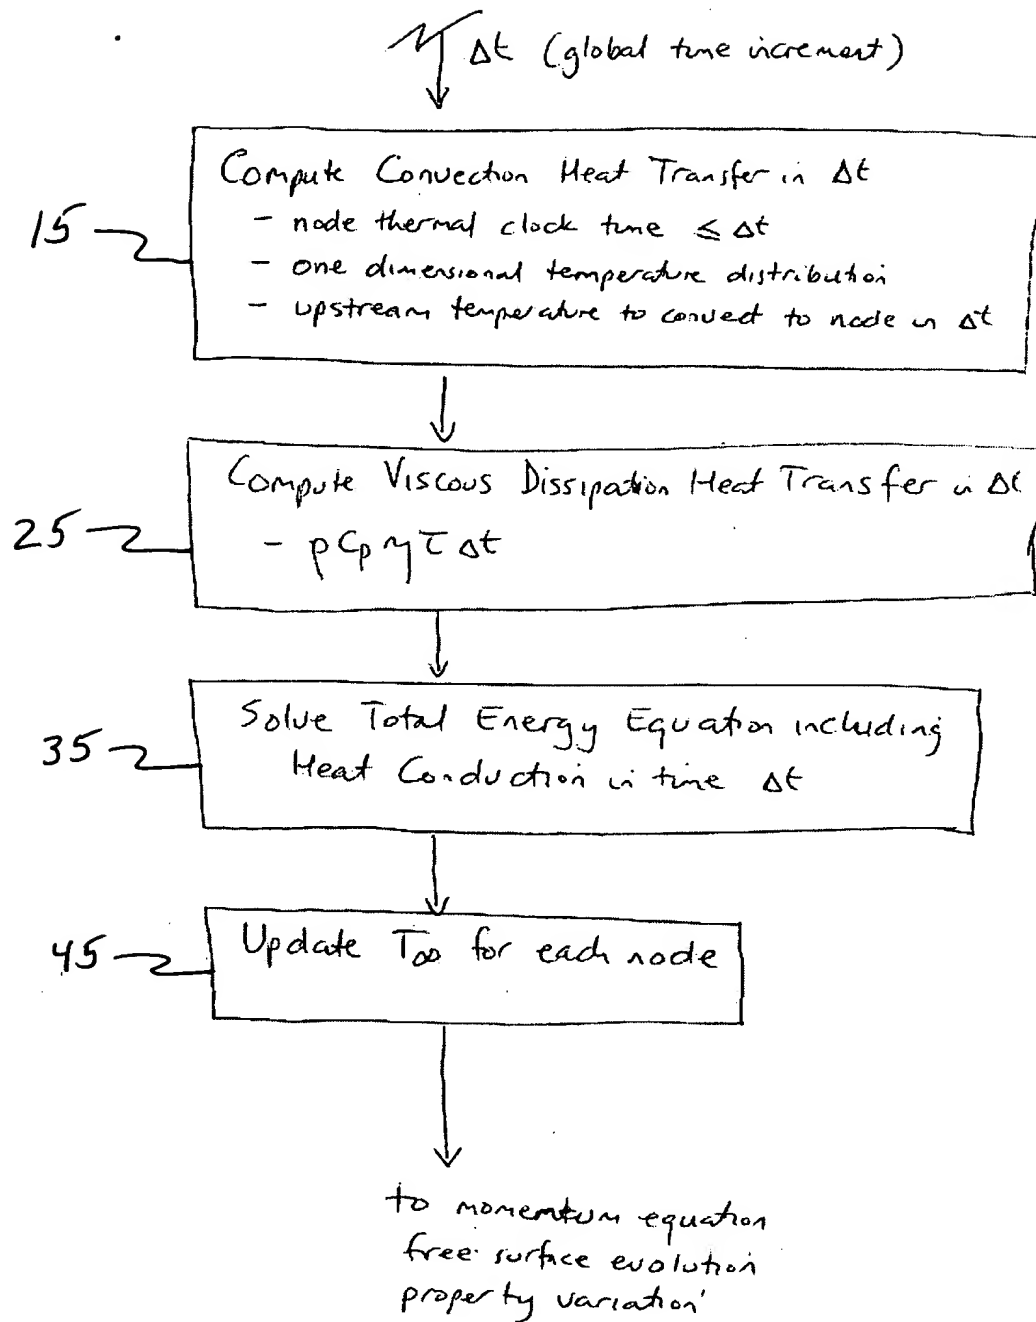 Δt (global time increment)
Compute Convection Heat Transfer in Δt
- node thermal clock time ≤ Δt
15
- one dimensional temperature distribution
- upstream temperature to convect to node in Δt
Compute Viscous Dissipation Heat Transfer in Δt
25
- ρ Cp η τ Δt
Solve Total Energy Equation including
35
Heat Conduction in time Δt
Update T∞ for each node
45
to momentum equation
free surface evolution
property variation